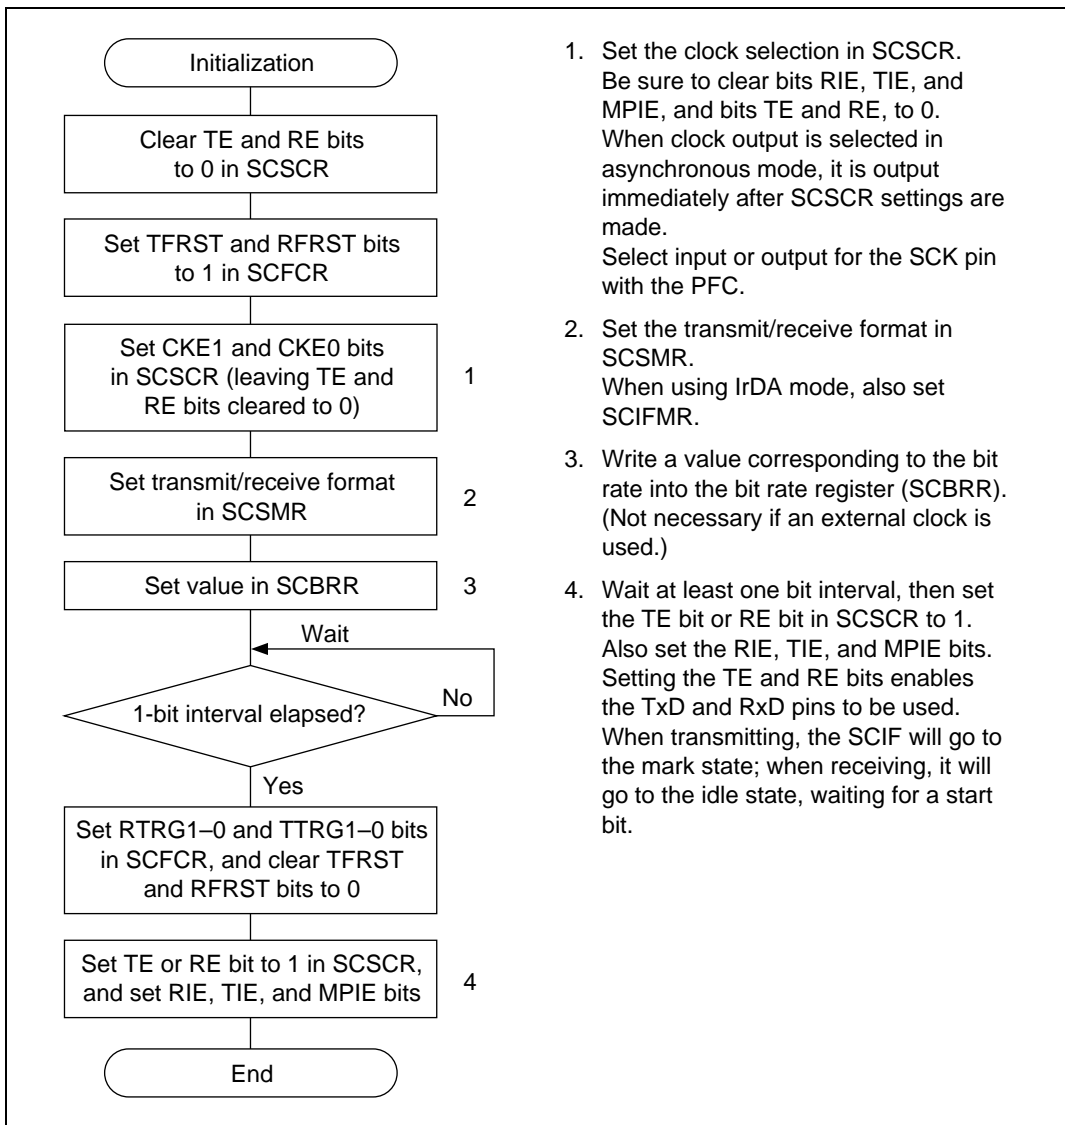 Initialization
Clear TE and RE bits
to 0 in SCSCR
Set TFRST and RFRST bits
to 1 in SCFCR
Set CKE1 and CKE0 bits
in SCSCR (leaving TE and
RE bits cleared to 0)
1
Set transmit/receive format
in SCSMR
2
Set value in SCBRR
3
Wait
1-bit interval elapsed?
No
Yes
Set RTRG1–0 and TTRG1–0 bits
in SCFCR, and clear TFRST
and RFRST bits to 0
Set TE or RE bit to 1 in SCSCR,
and set RIE, TIE, and MPIE bits
4
End
1. Set the clock selection in SCSCR.
Be sure to clear bits RIE, TIE, and
MPIE, and bits TE and RE, to 0.
When clock output is selected in
asynchronous mode, it is output
immediately after SCSCR settings are
made.
Select input or output for the SCK pin
with the PFC.
2. Set the transmit/receive format in
SCSMR.
When using IrDA mode, also set
SCIFMR.
3. Write a value corresponding to the bit
rate into the bit rate register (SCBRR).
(Not necessary if an external clock is
used.)
4. Wait at least one bit interval, then set
the TE bit or RE bit in SCSCR to 1.
Also set the RIE, TIE, and MPIE bits.
Setting the TE and RE bits enables
the TxD and RxD pins to be used.
When transmitting, the SCIF will go to
the mark state; when receiving, it will
go to the idle state, waiting for a start
bit.